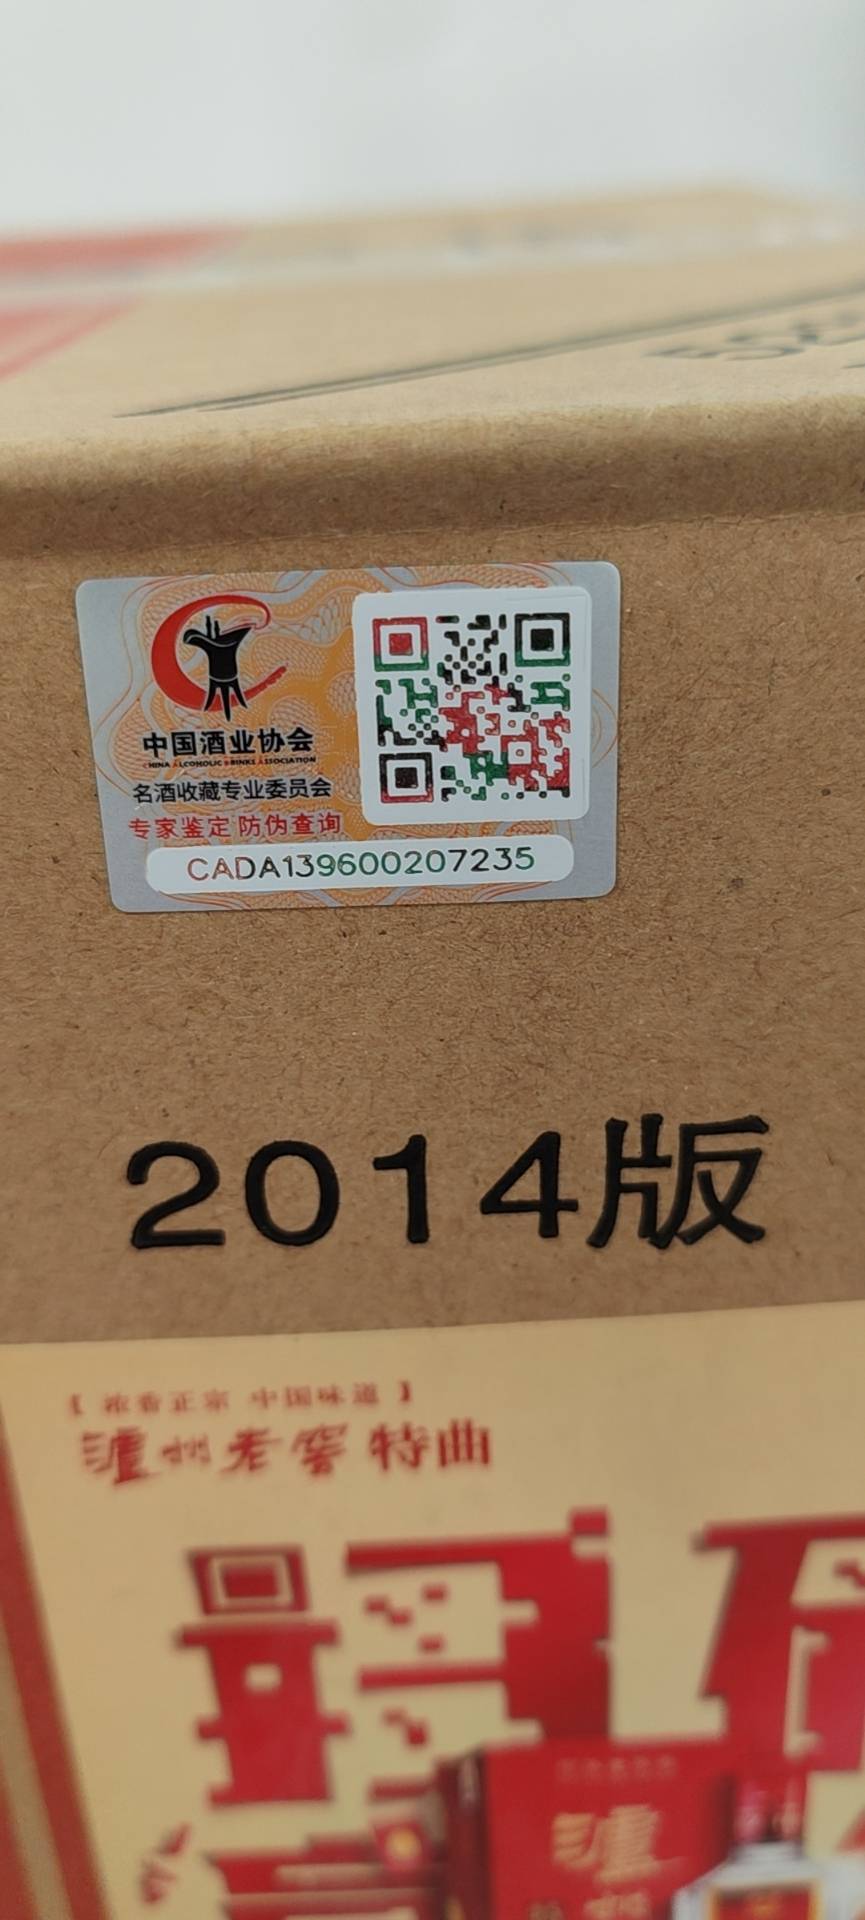 中国酒业协会
CHINA ALCOHOLIC DRINKS ASSOCIATION
名酒收藏专业委员会
专家鉴定 防伪查询
CADA139600207235
2014版
【 浓香正宗 中国味道 】
泸州老窖 特曲
泸